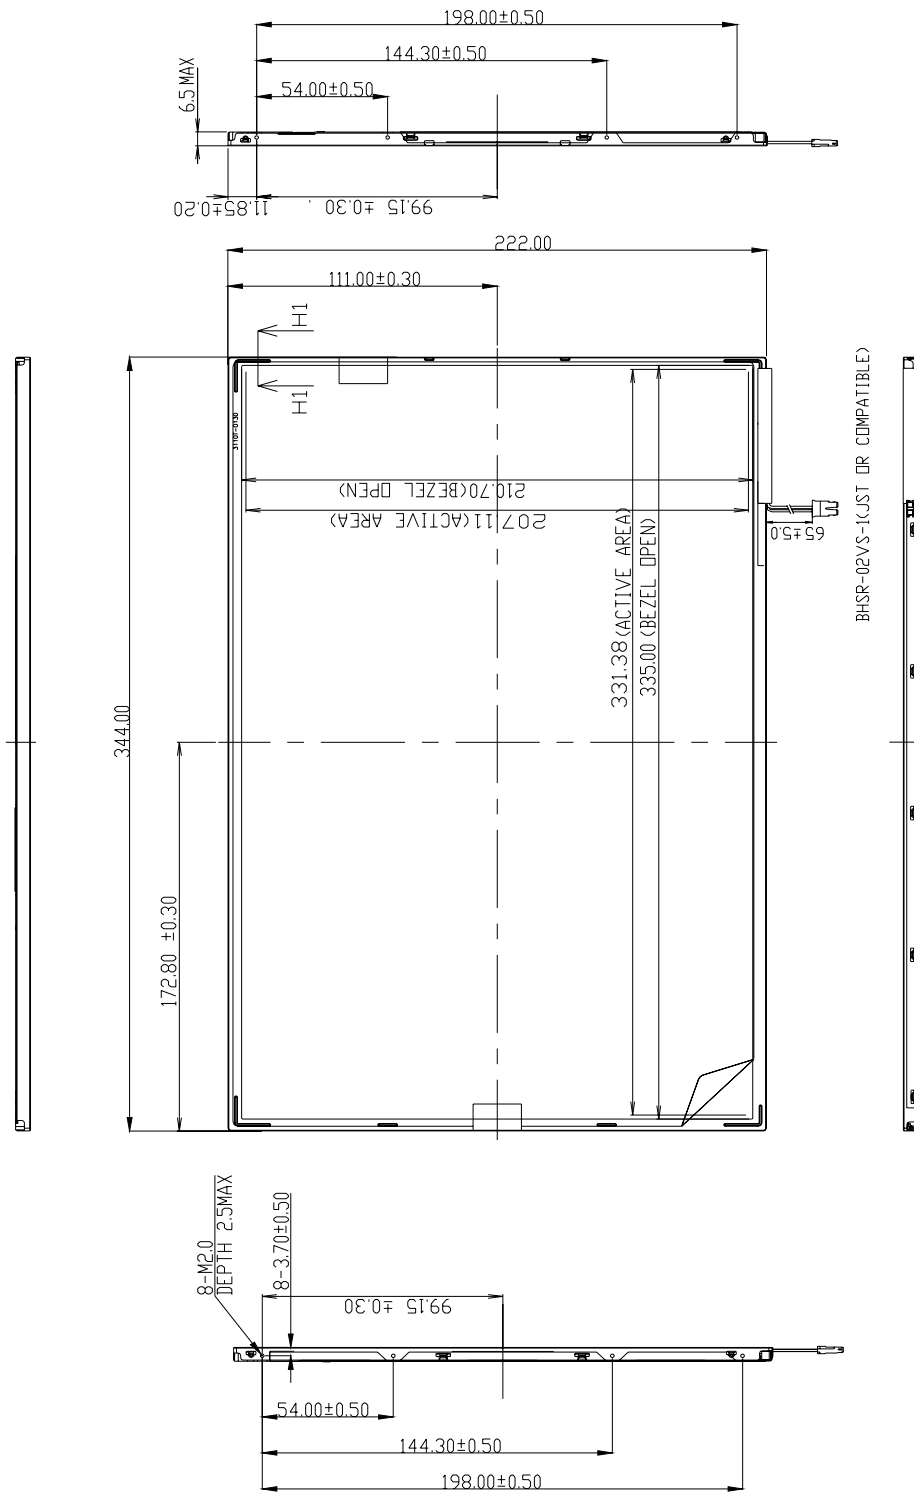 198.00±0.50
144.30±0.50
54.00±0.50
6.5 MAX
11.85±0.20
99.15 ±0.30 .
222.00
111.00±0.30
H1
H1
31101-0130
210.70(BEZEL OPEN)
207.11(ACTIVE AREA)
331.38(ACTIVE AREA)
335.00 (BEZEL OPEN)
65±5.0
BHSR-02VS-1(JST OR COMPATIBLE)
344.00
172.80 ±0.30
8-M2.0
DEPTH 2.5MAX
8-3.70±0.50
99.15 ±0.30
54.00±0.50
144.30±0.50
198.00±0.50